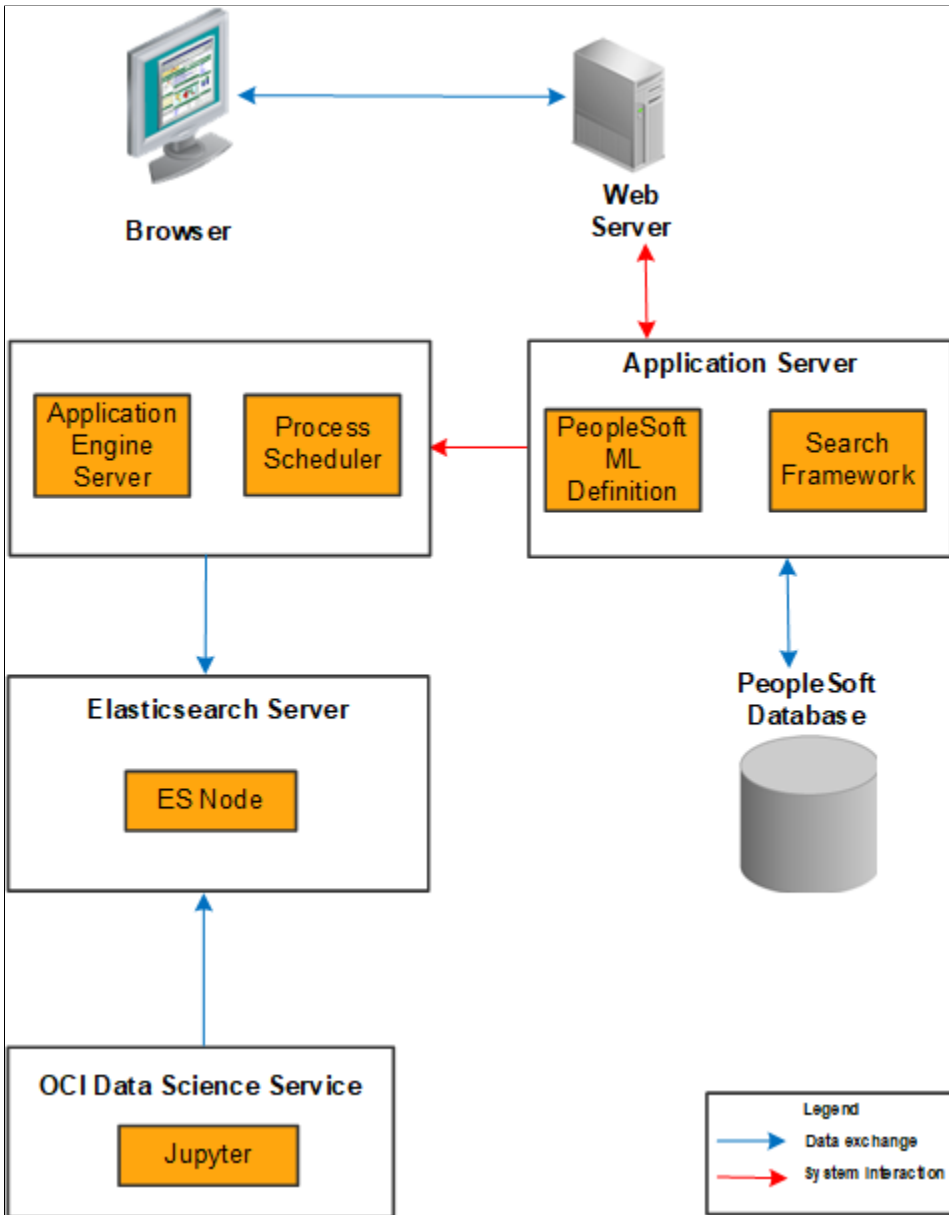 Browser
Web
Server
Application Server
Application
Engine
Server
Process
Scheduler
PeopleSoft
ML
Definition
Search
Framework
Elasticsearch Server
ES Node
PeopleSoft
Database
OCI Data Science Service
Jupyter
Legend
Data exchange
System Interaction